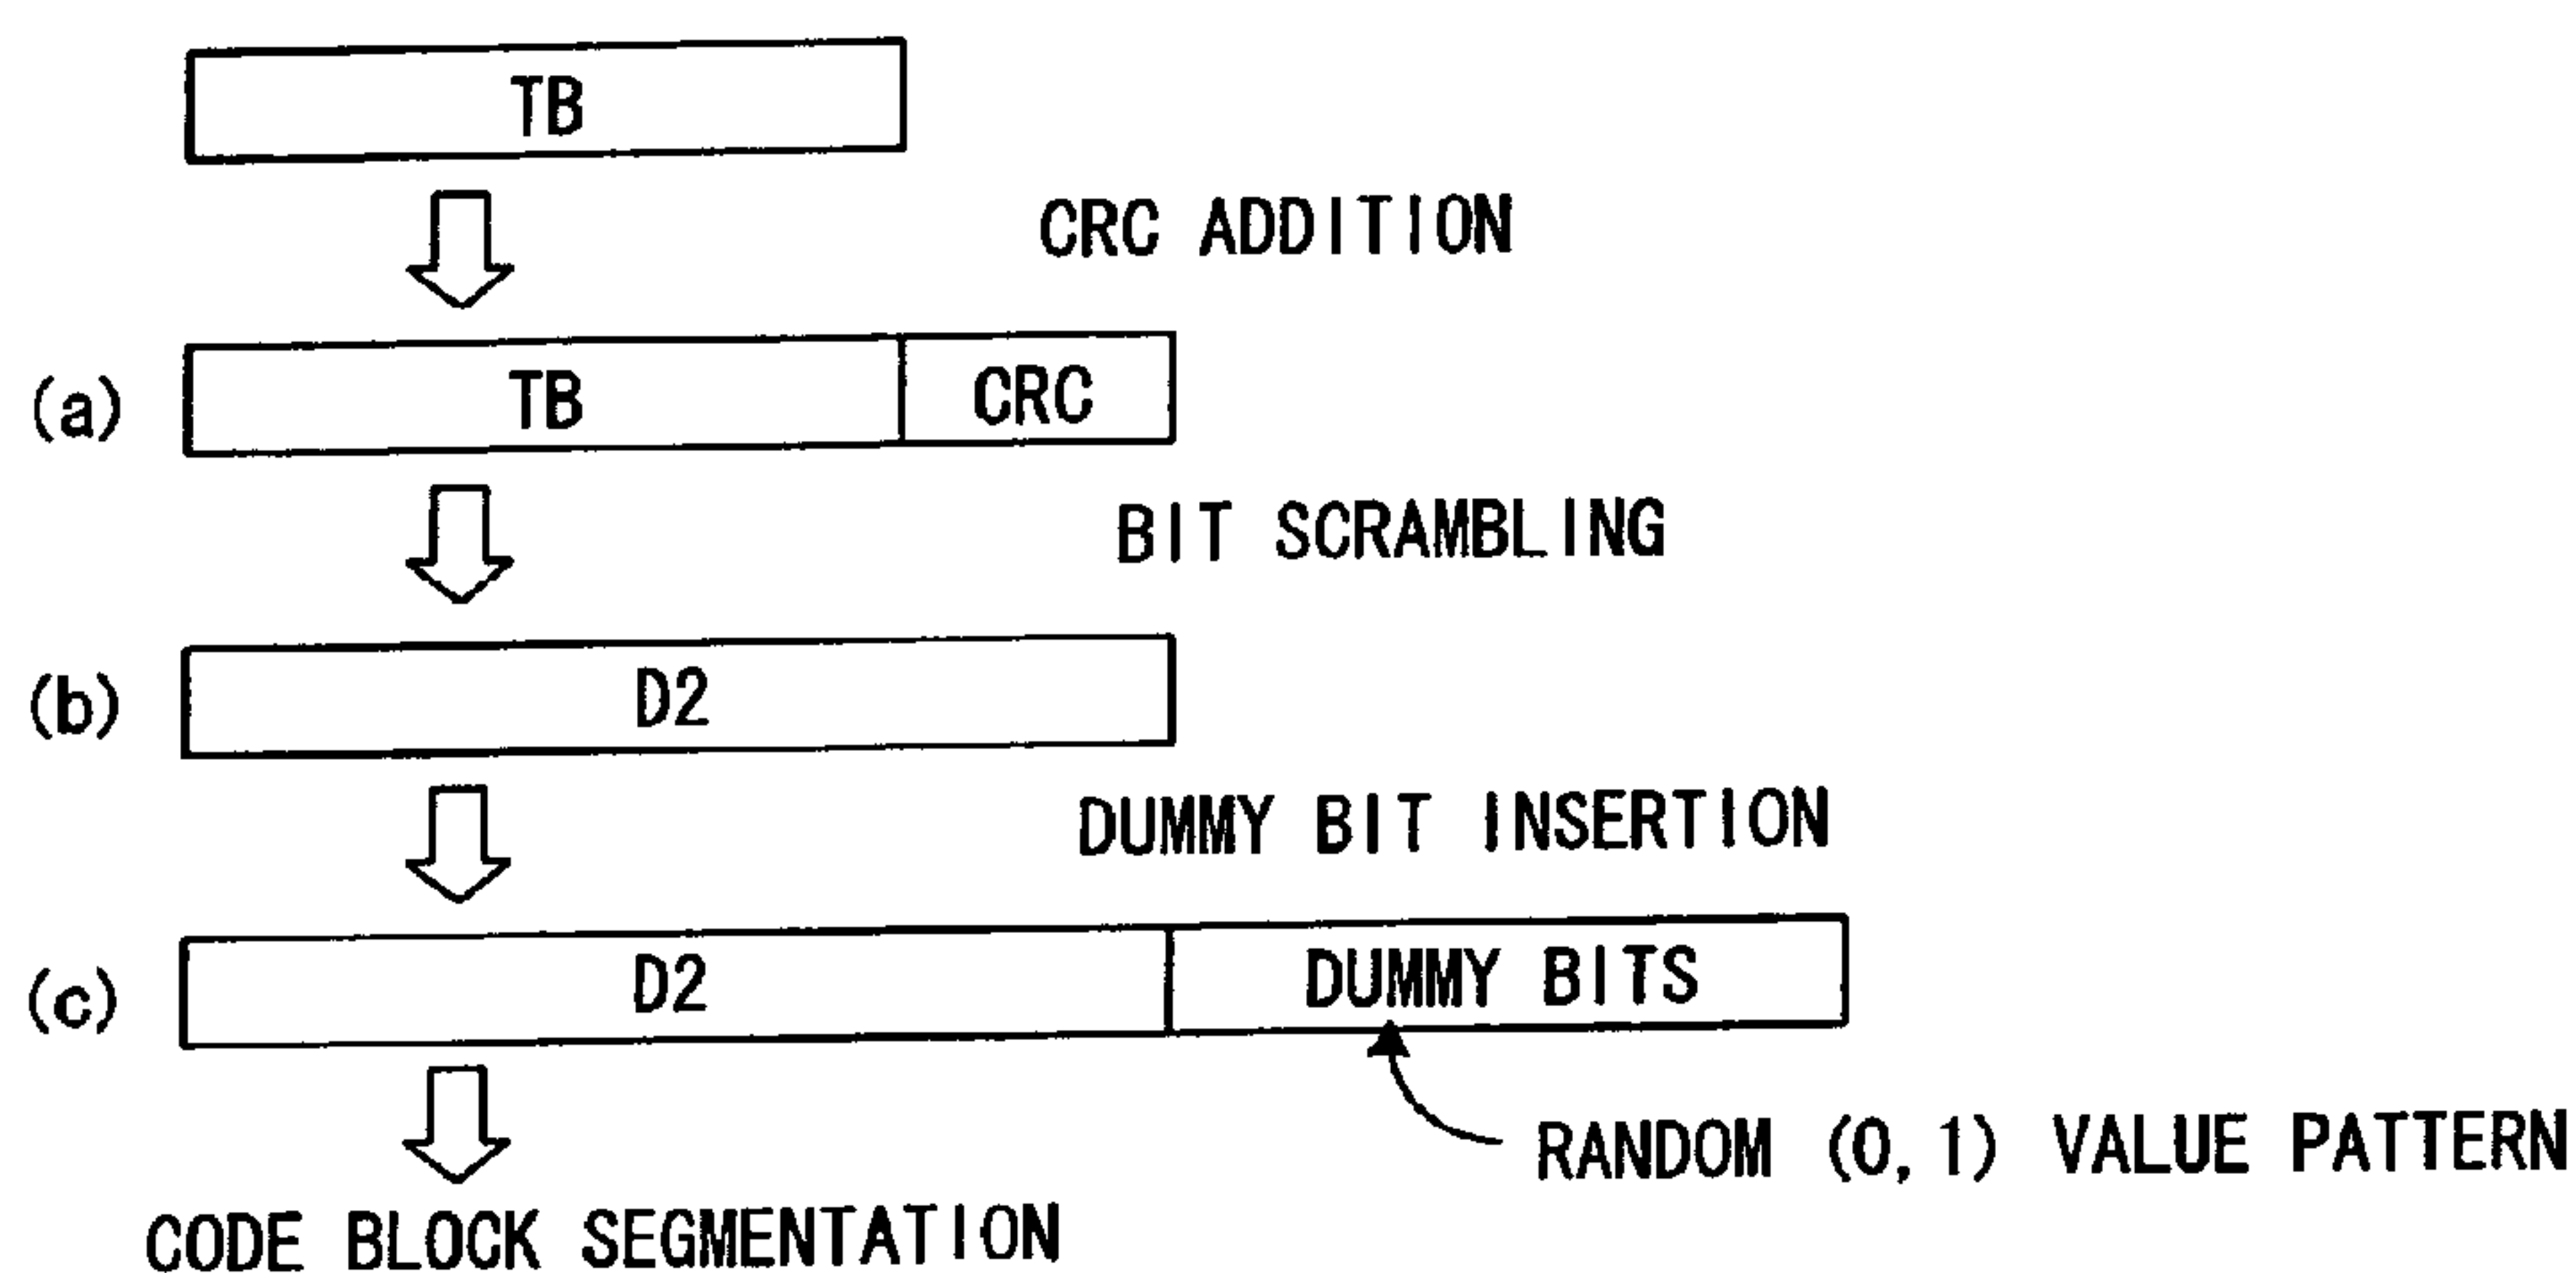 TB
CRC ADDITION
(a) TB CRC
BIT SCRAMBLING
(b) D2
DUMMY BIT INSERTION
(c) D2 DUMMY BITS
RANDOM (0,1) VALUE PATTERN
CODE BLOCK SEGMENTATION